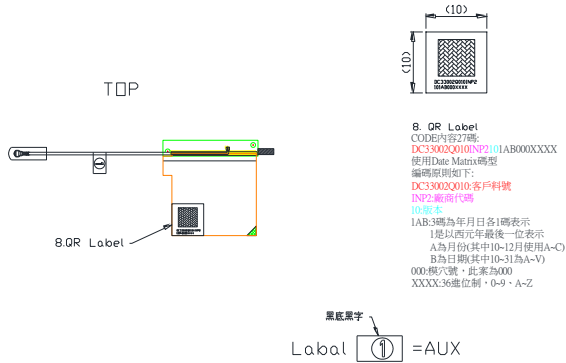 (10)
(10)
DC33002Q010INP2
101AB000XXXX
TOP
1
8.QR Label
8. QR Label
CODE內容27碼:
DC33002Q010INP2101AB000XXXX
使用Date Matrix碼型
編碼原則如下:
DC33002Q010:客戶料號
INP2:廠商代碼
10:版本
1AB:3碼為年月日各1碼表示
1是以西元年最後一位表示
A為月份(其中10~12月使用A~C)
B為日期(其中10~31為A~V)
000:模穴號，此案為000
XXXX:36進位制，0~9、A~Z
黑底黑字
Labal 1 =AUX